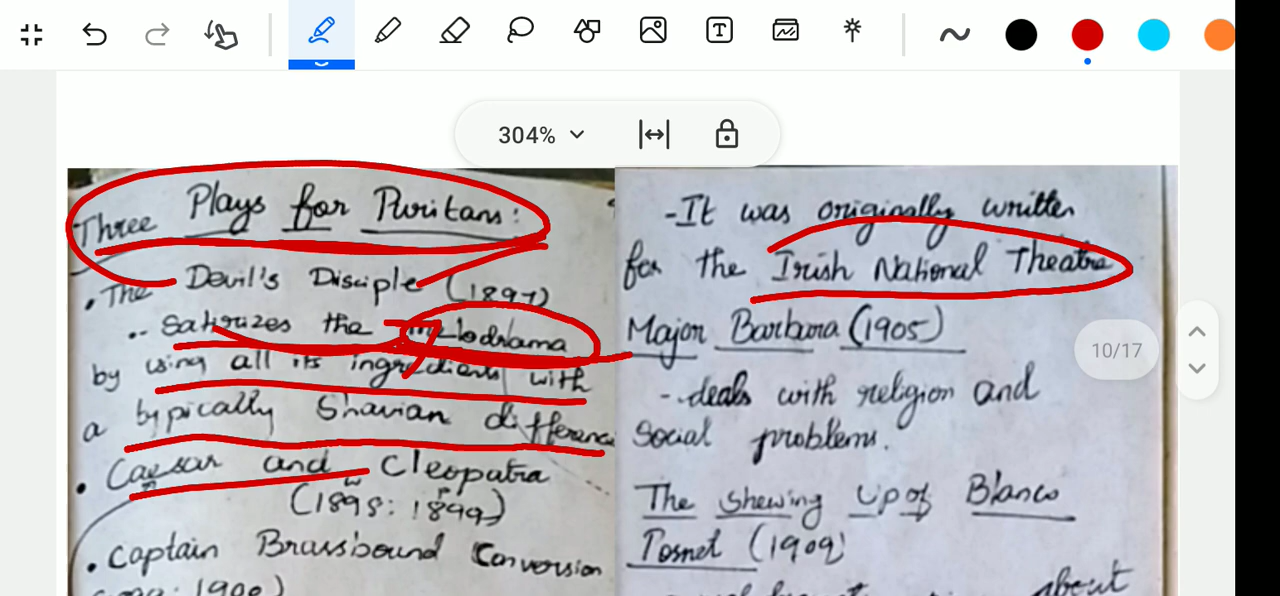 304%
Three Plays for Puritans:
• The Devil's Disciple (1897)
.. Satirizes the melodrama
by using all its ingredients with
a typically Shavian difference
• Caesar and Cleopatra
(1898: 1899)
• Captain Brassbound Conversion
1900)
- It was originally written
for the Irish National Theatre
Major Barbara (1905)
- deals with religion and
Social problems.
The Shewing Up of Blanco
Posnet (1909)
about
10/17